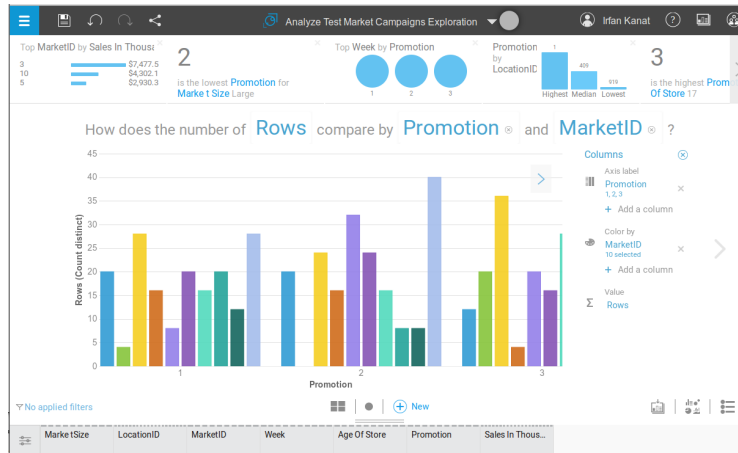 Analyze Test Market Campaigns Exploration
Irfan Kanat
?
Top MarketID by Sales In Thousa
3 $7,477.5
10 $4,302.1
5 $2,930.3
2
is the lowest Promotion for
Marke t Size Large
Top Week by Promotion
1 2 3
Promotion
by
LocationID
1
409
919
Highest Median Lowest
3
is the highest Prom
Of Store 17
How does the number of Rows compare by Promotion and MarketID ?
Rows (Count distinct)
45
40
35
30
25
20
15
10
5
0
1 2 3
Promotion
Columns
Axis label
Promotion
1, 2, 3
+ Add a column
Color by
MarketID
10 selected
+ Add a column
Value
Σ Rows
No applied filters
New
Marke tSize LocationID MarketID Week Age Of Store Promotion Sales In Thous...